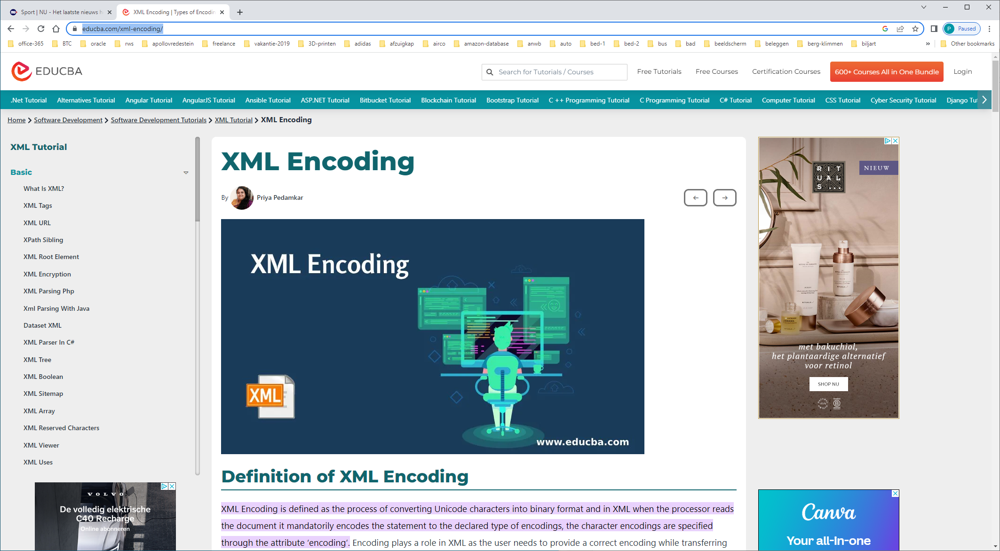 Sport | NU - Het laatste nieuws h
XML Encoding | Types of Encodin
educba.com/xml-encoding/
P Paused
office-365 BTC oracle rws apollovredestein freelance vakantie-2019 3D-printen adidas afzuigkap airco amazon-database anwb auto bed-1 bed-2 bus bad beeldscherm beleggen berg-klimmen biljart » Other bookmarks
EDUCBA
Search for Tutorials / Courses
Free Tutorials Free Courses Certification Courses 600+ Courses All in One Bundle Login
.Net Tutorial Alternatives Tutorial Angular Tutorial AngularJS Tutorial Ansible Tutorial ASP.NET Tutorial Bitbucket Tutorial Blockchain Tutorial Bootstrap Tutorial C ++ Programming Tutorial C Programming Tutorial C# Tutorial Computer Tutorial CSS Tutorial Cyber Security Tutorial Django Tut
Home > Software Development > Software Development Tutorials > XML Tutorial > XML Encoding
XML Tutorial
Basic
What Is XML?
XML Tags
XML URL
XPath Sibling
XML Root Element
XML Encryption
XML Parsing Php
Xml Parsing With Java
Dataset XML
XML Parser In C#
XML Tree
XML Boolean
XML Sitemap
XML Array
XML Reserved Characters
XML Viewer
XML Uses
VOLVO
De volledig elektrische
C40 Recharge
Online abonneren
XML Encoding
By Priya Pedamkar
XML Encoding
XML
www.educba.com
Definition of XML Encoding
XML Encoding is defined as the process of converting Unicode characters into binary format and in XML when the processor reads
the document it mandatorily encodes the statement to the declared type of encodings, the character encodings are specified
through the attribute ‘encoding’. Encoding plays a role in XML as the user needs to provide a correct encoding while transferring
RIT
UAL
S...
NIEUW
met bakuchiol,
het plantaardige alternatief
voor retinol
SHOP NU
Canva
Your all-in-one